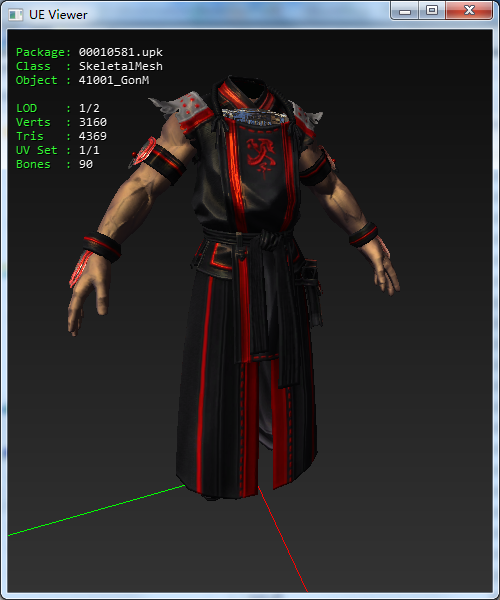 UE Viewer
Package: 00010581.upk
Class  : SkeletalMesh
Object : 41001_GonM
LOD    : 1/2
Verts  : 3160
Tris   : 4369
UV Set : 1/1
Bones  : 90